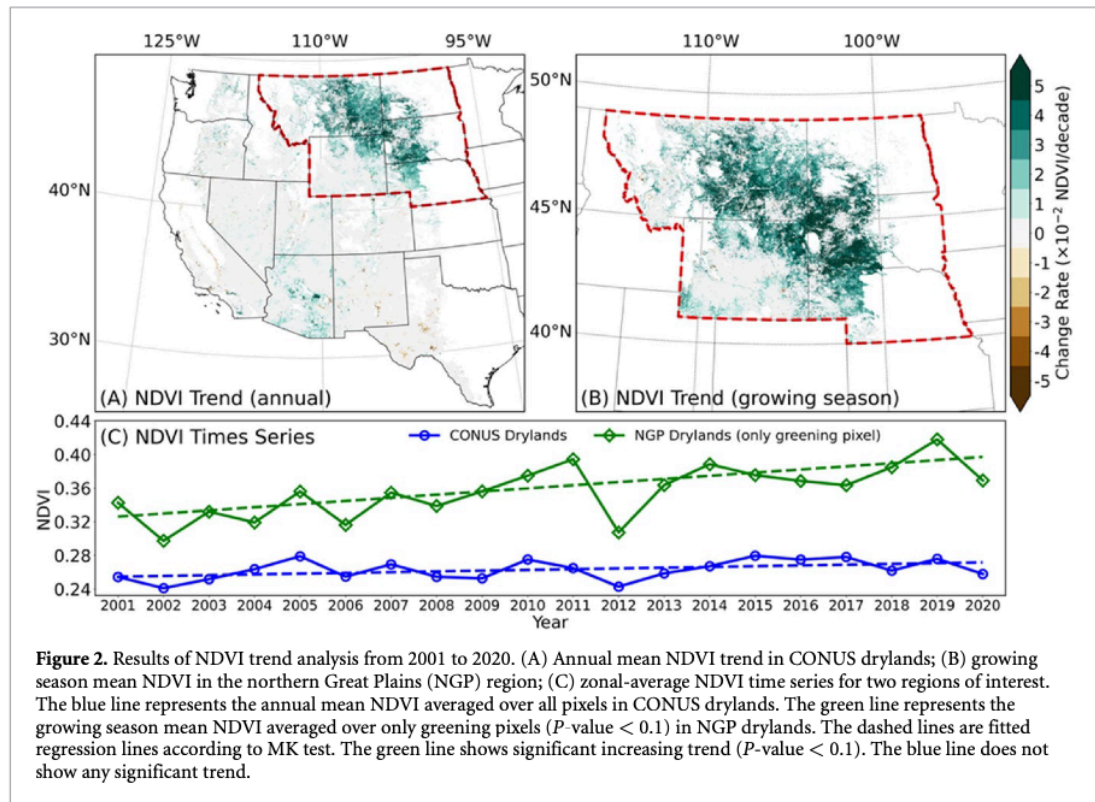 125°W 110°W 95°W 110°W 100°W
50°N
40°N
45°N
30°N
40°N
5
4
3
2
1
0
-1
-2
-3
-4
-5
Change Rate (×10⁻² NDVI/decade)
(A) NDVI Trend (annual)
(B) NDVI Trend (growing season)
(C) NDVI Times Series
CONUS Drylands
NGP Drylands (only greening pixel)
0.44
0.40
0.36
0.32
0.28
0.24
NDVI
2001 2002 2003 2004 2005 2006 2007 2008 2009 2010 2011 2012 2013 2014 2015 2016 2017 2018 2019 2020
Year
Figure 2. Results of NDVI trend analysis from 2001 to 2020. (A) Annual mean NDVI trend in CONUS drylands; (B) growing
season mean NDVI in the northern Great Plains (NGP) region; (C) zonal-average NDVI time series for two regions of interest.
The blue line represents the annual mean NDVI averaged over all pixels in CONUS drylands. The green line represents the
growing season mean NDVI averaged over only greening pixels (P-value < 0.1) in NGP drylands. The dashed lines are fitted
regression lines according to MK test. The green line shows significant increasing trend (P-value < 0.1). The blue line does not
show any significant trend.